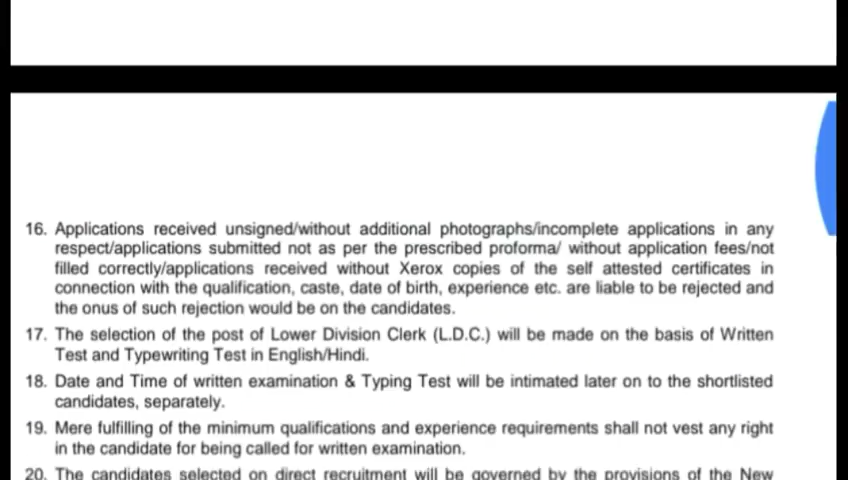 16. Applications received unsigned/without additional photographs/incomplete applications in any
respect/applications submitted not as per the prescribed proforma/ without application fees/not
filled correctly/applications received without Xerox copies of the self attested certificates in
connection with the qualification, caste, date of birth, experience etc. are liable to be rejected and
the onus of such rejection would be on the candidates.
17. The selection of the post of Lower Division Clerk (L.D.C.) will be made on the basis of Written
Test and Typewriting Test in English/Hindi.
18. Date and Time of written examination & Typing Test will be intimated later on to the shortlisted
candidates, separately.
19. Mere fulfilling of the minimum qualifications and experience requirements shall not vest any right
in the candidate for being called for written examination.
20. The candidates selected on direct recruitment will be governed by the provisions of the New